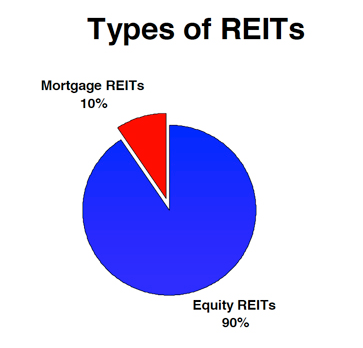 Types of REITs
Mortgage REITs
10%
Equity REITs
90%